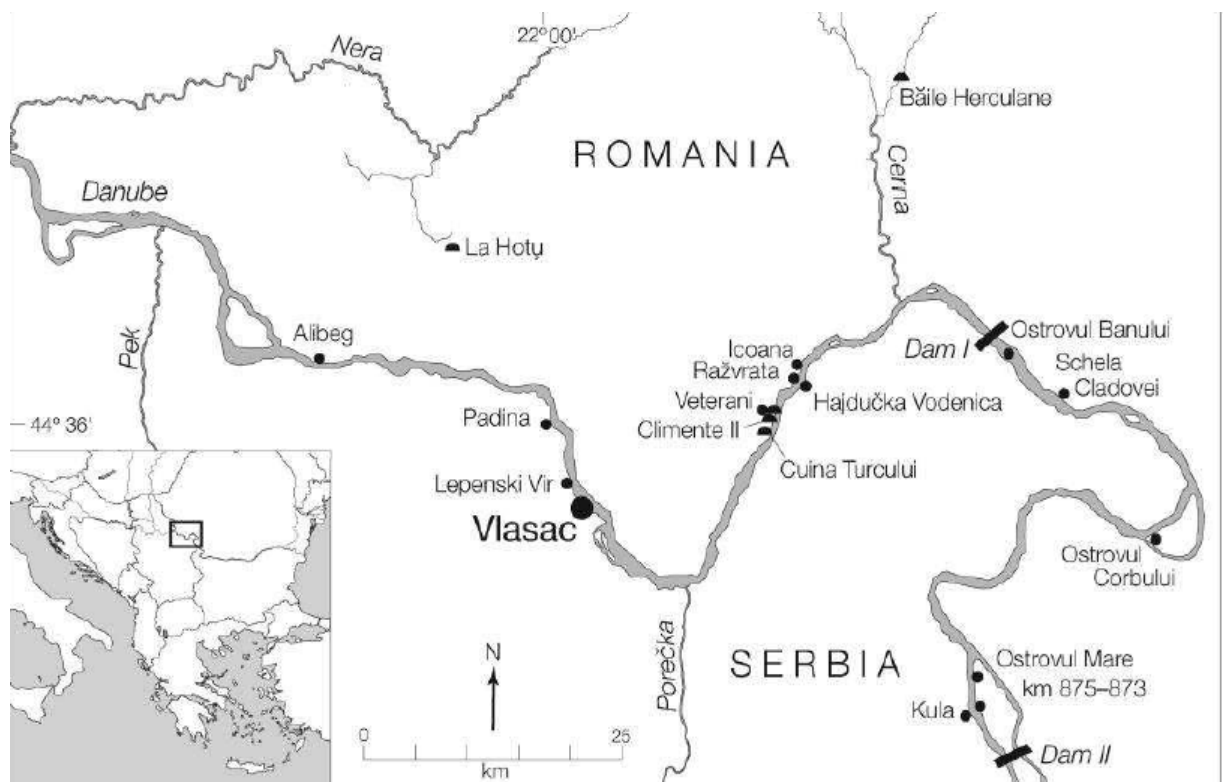 22°00'
Nera
Băile Herculane
ROMANIA
Cerna
Danube
La Hoţu
Pek
Alibeg
Icoana
Ražvrata
Dam I
Ostrovul Banului
Schela
Cladovei
Veterani
Hajdučka Vodenica
Climente II
44° 36'
Padina
Cuina Turcului
Lepenski Vir
Vlasac
Ostrovul
Corbului
Porečka
N
SERBIA
Ostrovul Mare
km 875–873
Kula
0 25
km
Dam II